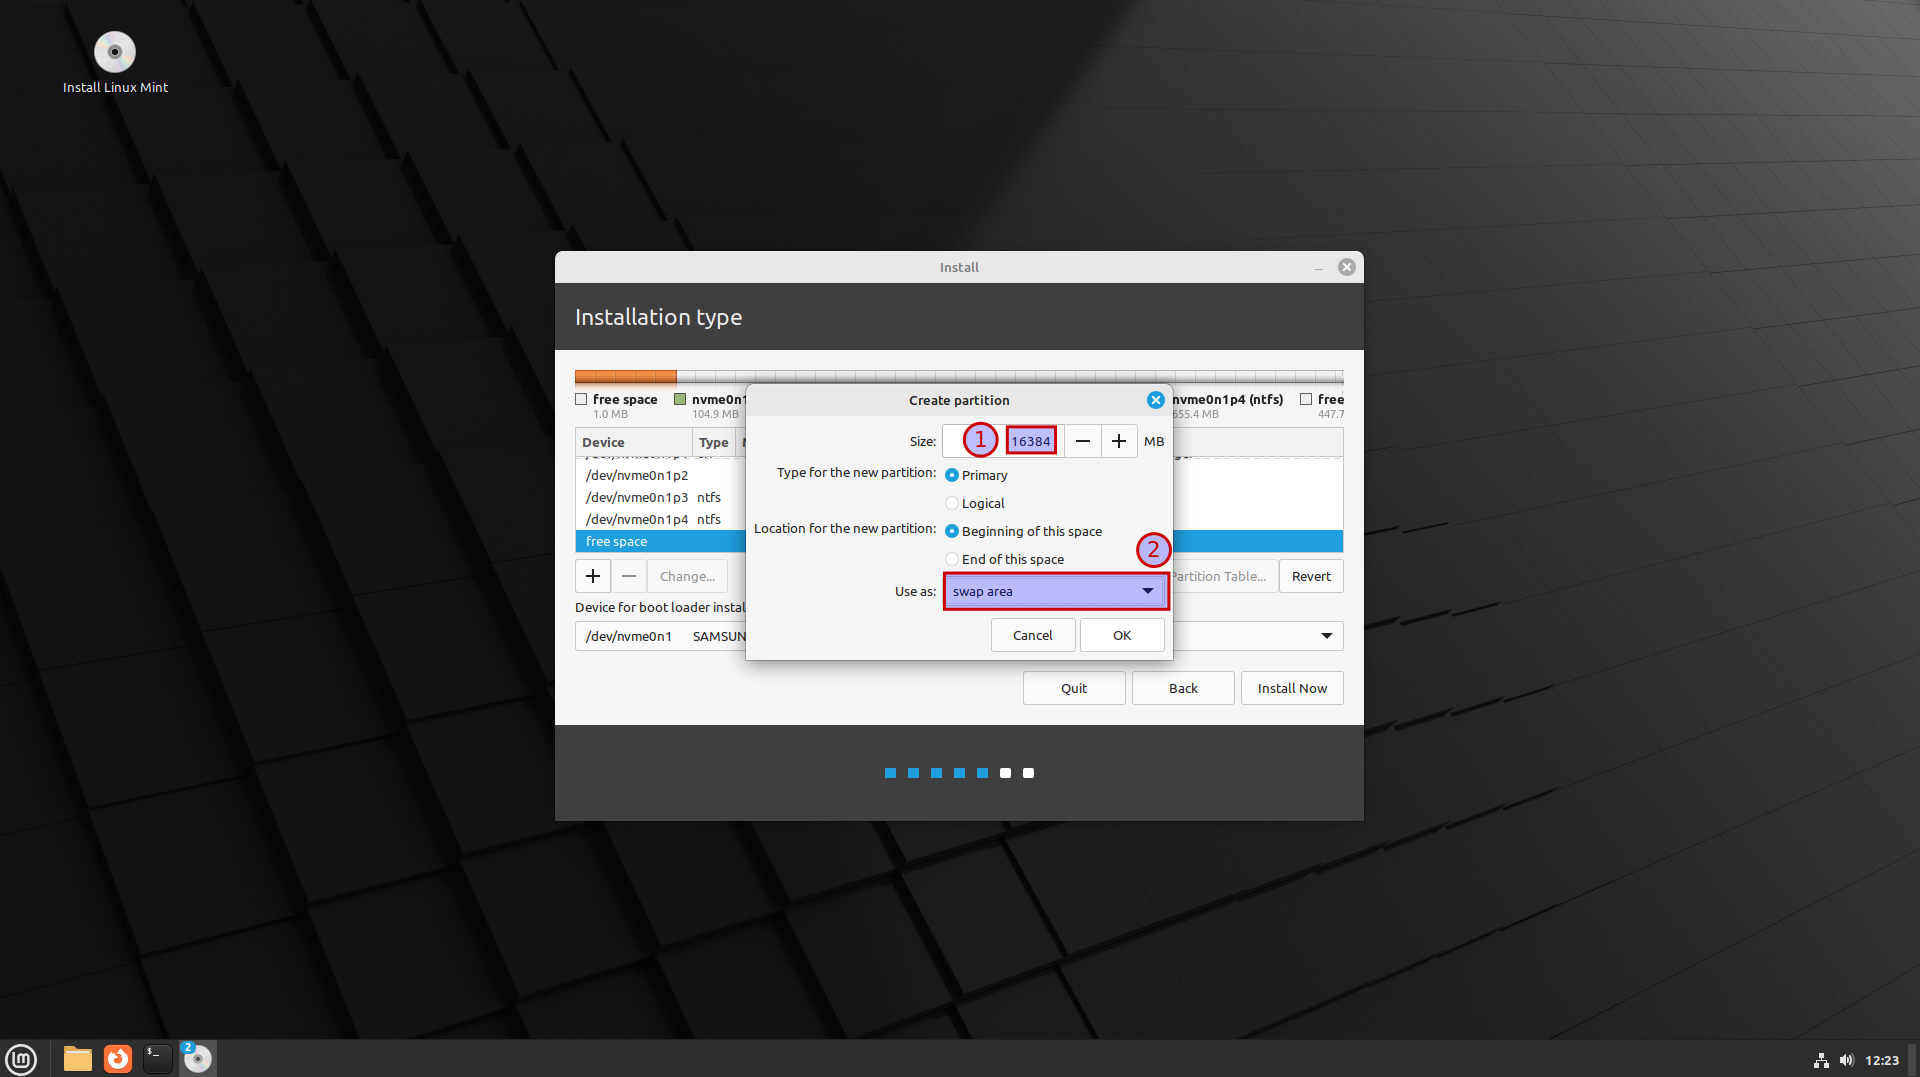 Install Linux Mint
Install
Installation type
free space
1.0 MB
nvme0n1
104.9 MB
nvme0n1p4 (ntfs)
655.4 MB
free
447.7
Device
Type
/dev/nvme0n1p2
/dev/nvme0n1p3 ntfs
/dev/nvme0n1p4 ntfs
free space
Change...
Partition Table...
Revert
Device for boot loader instal
/dev/nvme0n1 SAMSUN
Quit
Back
Install Now
Create partition
Size:
1
16384
MB
Type for the new partition:
Primary
Logical
Location for the new partition:
Beginning of this space
2
End of this space
Use as:
swap area
Cancel
OK
2
$_
12:23